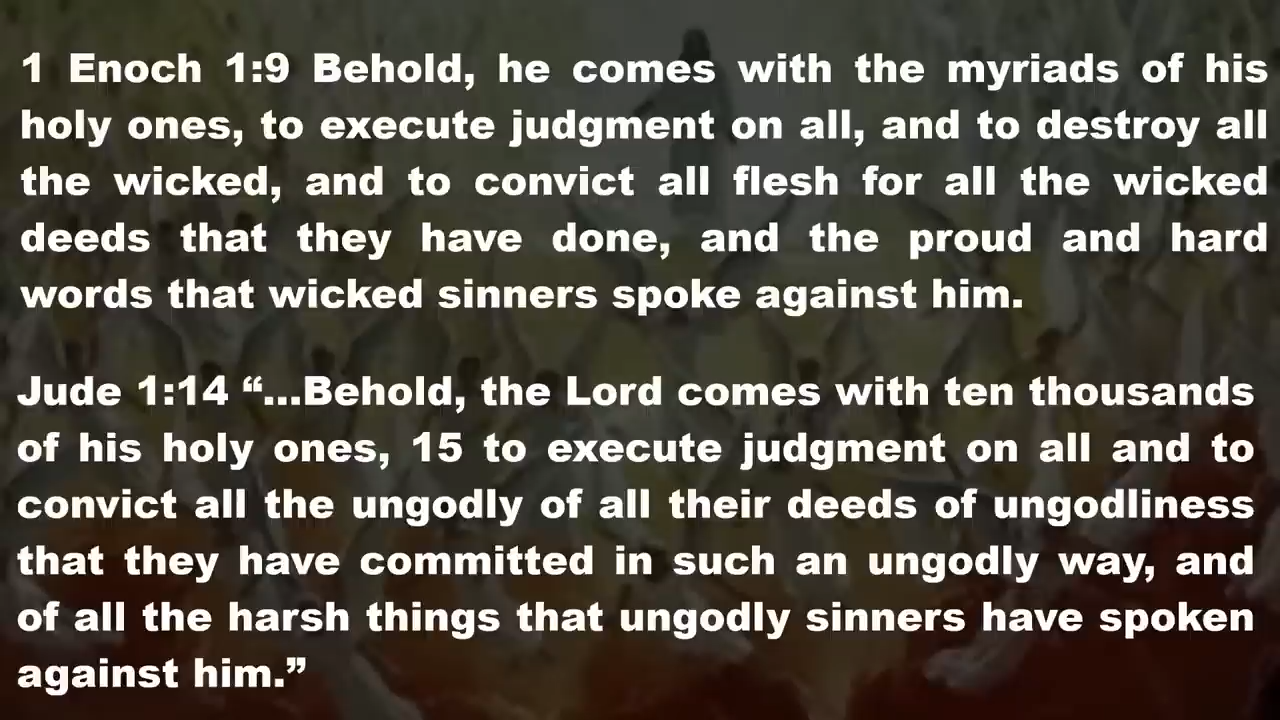 1 Enoch 1:9 Behold, he comes with the myriads of his
holy ones, to execute judgment on all, and to destroy all
the wicked, and to convict all flesh for all the wicked
deeds that they have done, and the proud and hard
words that wicked sinners spoke against him.
Jude 1:14 “...Behold, the Lord comes with ten thousands
of his holy ones, 15 to execute judgment on all and to
convict all the ungodly of all their deeds of ungodliness
that they have committed in such an ungodly way, and
of all the harsh things that ungodly sinners have spoken
against him.”